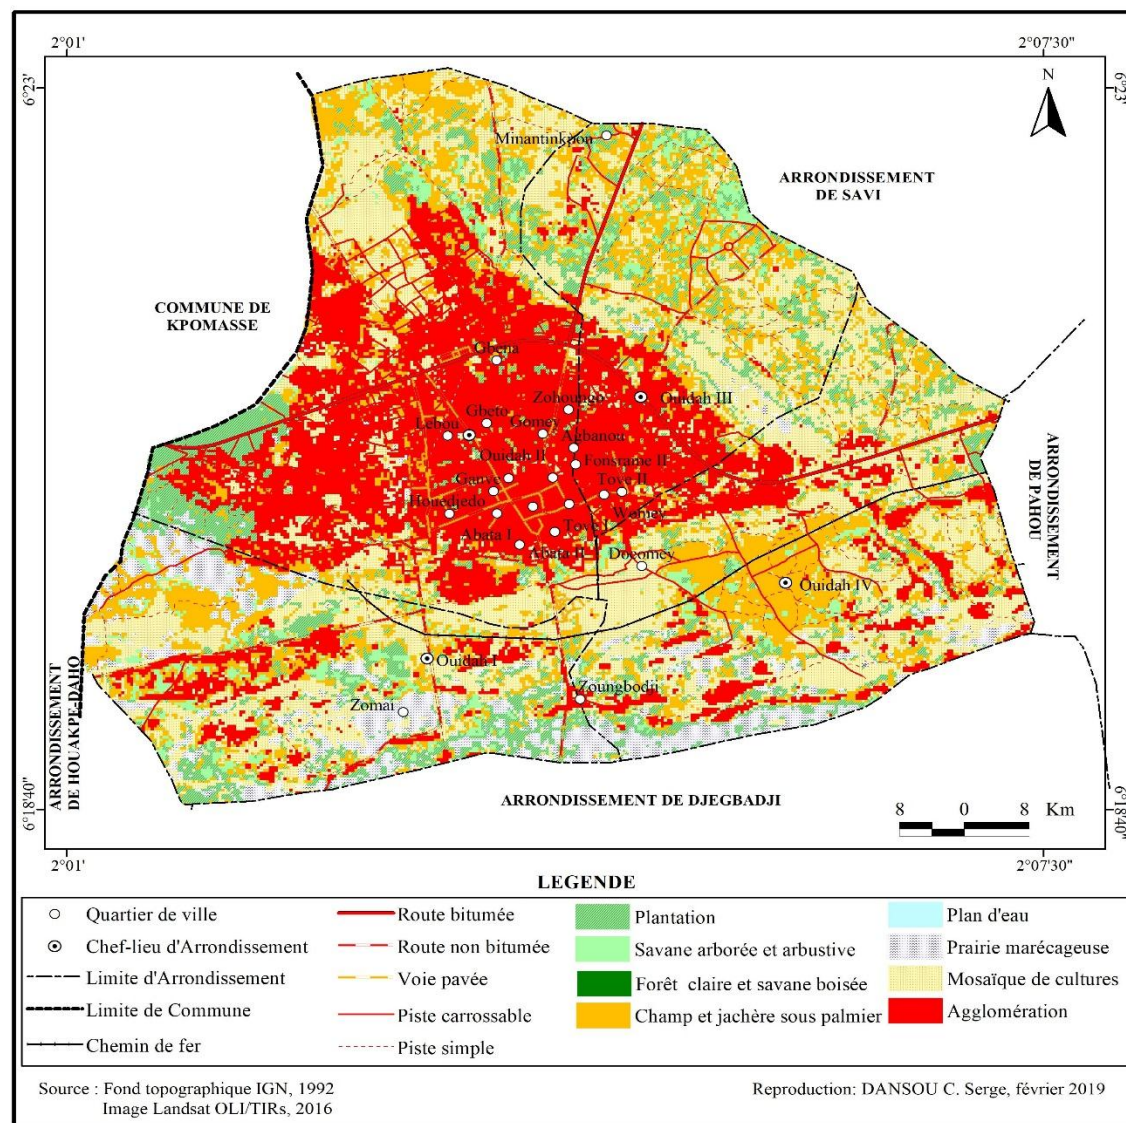 2°01'
2°07'30"
6°23'
6°23'
N
Minantinkpon
ARRONDISSEMENT
DE SAVI
COMMUNE DE
KPOMASSE
Gbena
Zohoungo
Ouidah III
Gbeto
Lebou
Gomey
Agbanou
Ouidah II
Fonsrame II
Ganve
Tove II
Houedjedo
Womey
Abata I
Tove I
Abata II
Docomey
ARRONDISSEMENT
DE PAHOU
Ouidah IV
Ouidah I
Zoungbodji
Zomai
ARRONDISSEMENT
DE HOUAKPE-DAHO
ARRONDISSEMENT DE DJEGBADJI
8 0 8 Km
6°18'40"
6°18'40"
2°01'
2°07'30"
LEGENDE
Quartier de ville
Chef-lieu d'Arrondissement
Limite d'Arrondissement
Limite de Commune
Chemin de fer
Route bitumée
Route non bitumée
Voie pavée
Piste carrossable
Piste simple
Plantation
Savane arborée et arbustive
Forêt claire et savane boisée
Champ et jachère sous palmier
Plan d'eau
Prairie marécageuse
Mosaïque de cultures
Agglomération
Source : Fond topographique IGN, 1992
Image Landsat OLI/TIRs, 2016
Reproduction: DANSOU C. Serge, février 2019